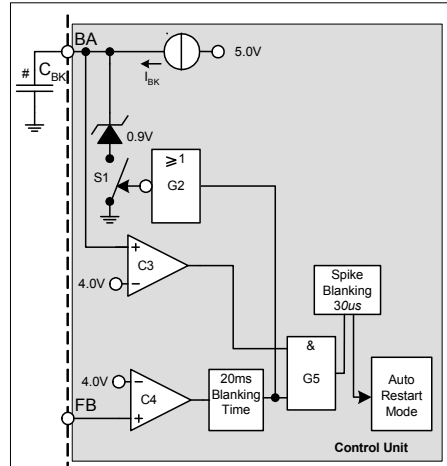 BA
# C_BK
I_BK
5.0V
0.9V
S1
≥1
G2
4.0V
C3
Spike
Blanking
30us
&
G5
4.0V
C4
20ms
Blanking
Time
FB
Auto
Restart
Mode
Control Unit